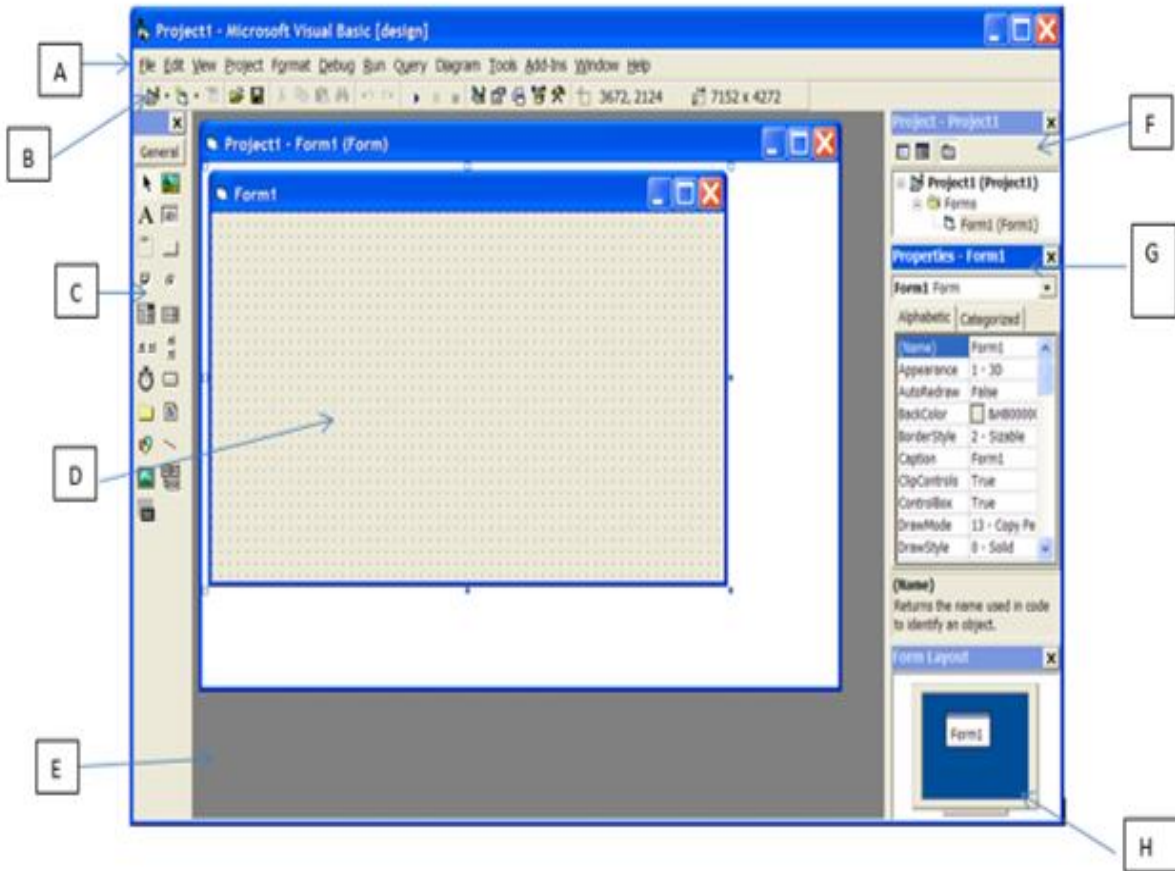 Project1 - Microsoft Visual Basic [design]
A
File Edit View Project Format Debug Run Query Diagram Tools Add-Ins Window Help
3672, 2124 7152 x 4272
B
General
Project1 - Form1 (Form)
Form1
A
C
D
E
Project - Project1
F
Project1 (Project1)
Forms
Form1 (Form1)
Properties - Form1
G
Form1 Form
Alphabetic Categorized
(Name) Form1
Appearance 1 - 3D
AutoRedraw False
BackColor
BorderStyle 2 - Sizable
Caption Form1
ClipControls True
ControlBox True
DrawMode 13 - Copy Pe
DrawStyle 0 - Solid
(Name)
Returns the name used in code
to identify an object.
Form Layout
Form1
H